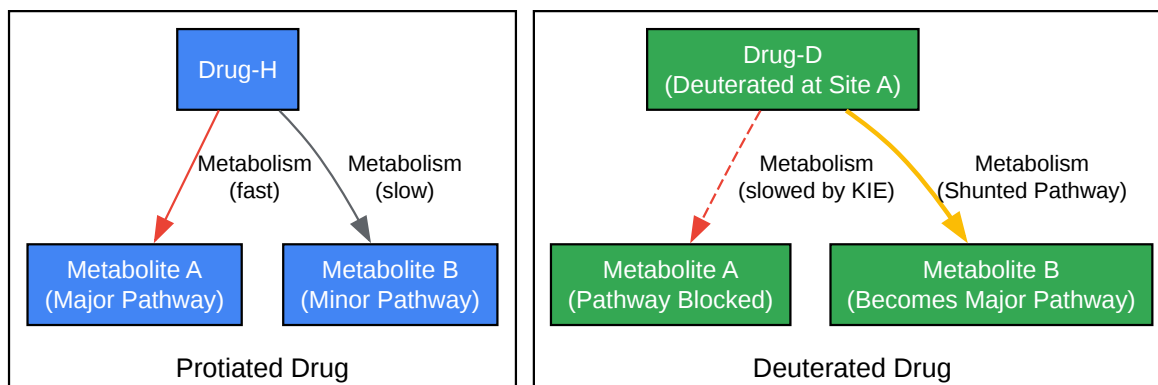 Drug-H
Metabolism
(fast)
Metabolism
(slow)
Metabolite A
(Major Pathway)
Metabolite B
(Minor Pathway)
Protiated Drug
Drug-D
(Deuterated at Site A)
Metabolism
(slowed by KIE)
Metabolism
(Shunted Pathway)
Metabolite A
(Pathway Blocked)
Metabolite B
(Becomes Major Pathway)
Deuterated Drug